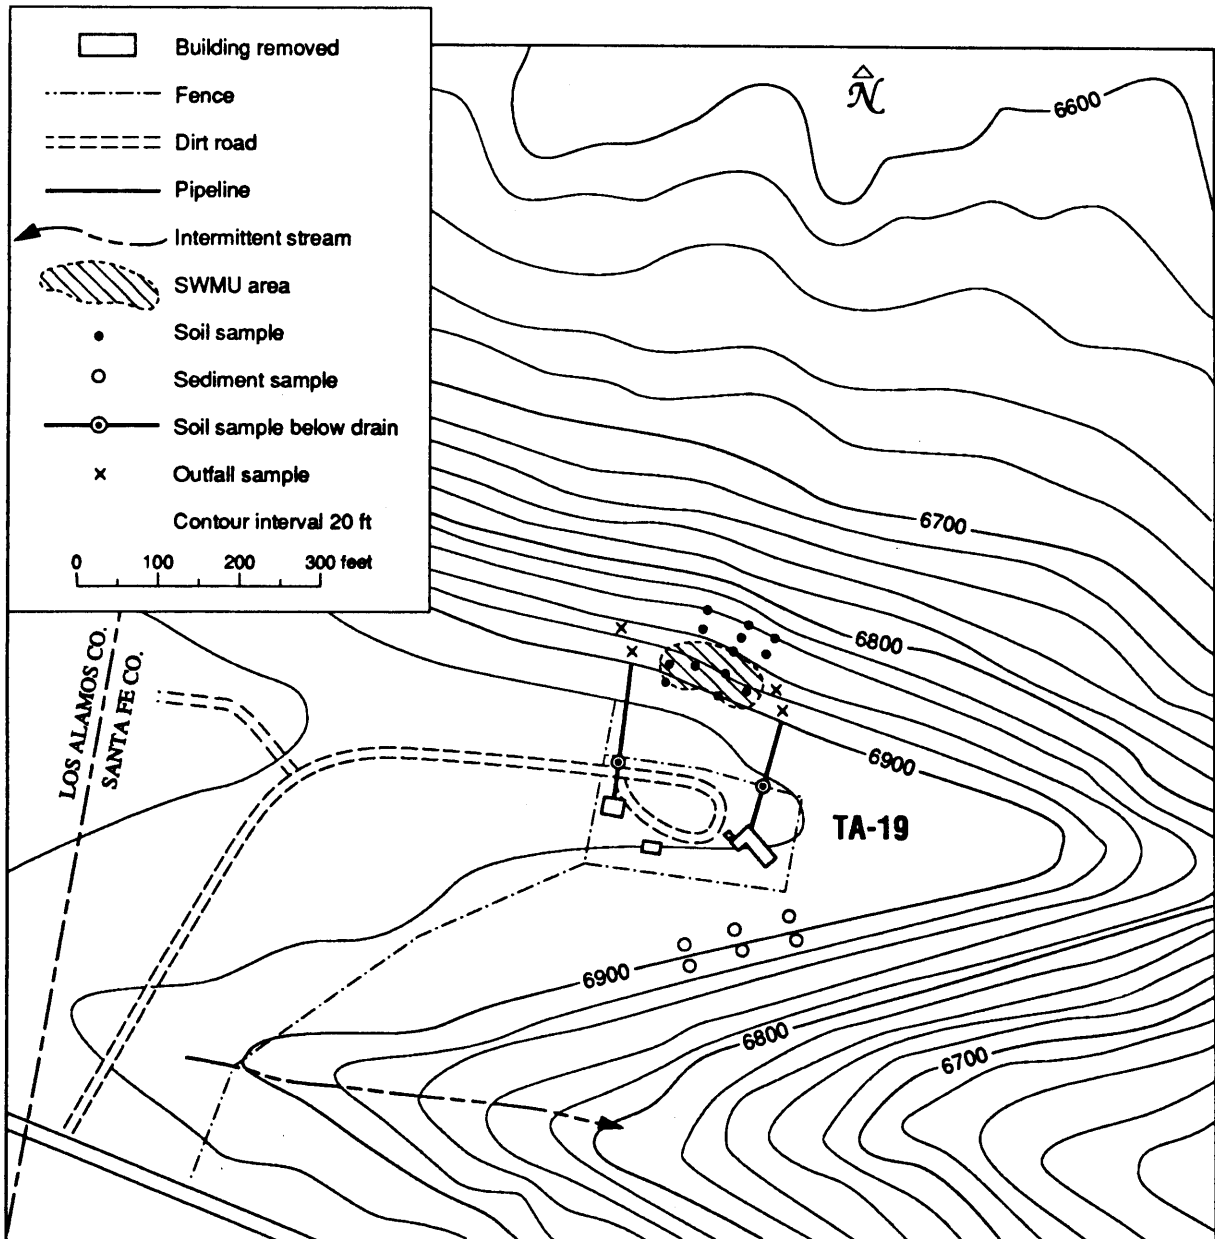 Building removed
Fence
Dirt road
Pipeline
Intermittent stream
SWMU area
Soil sample
Sediment sample
Soil sample below drain
Outfall sample
Contour interval 20 ft
0 100 200 300 feet
N
6600
6700
6800
6900
LOS ALAMOS CO.
SANTA FE CO.
TA-19
6900
6800
6700